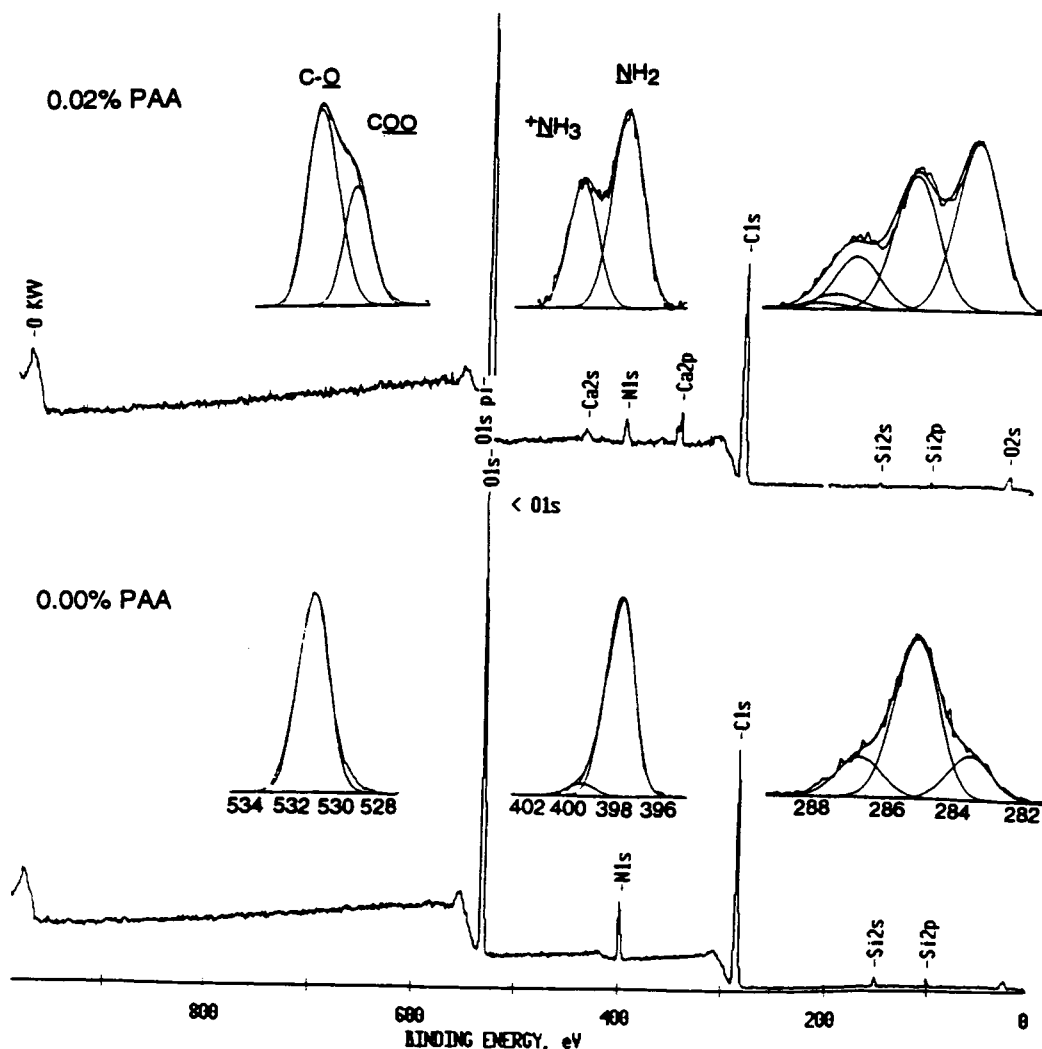 0.02% PAA
C-O
COO
+NH3
NH2
-O KVV
-O1s-O1s pl-
-Ca2s
-N1s
-Ca2p
-C1s
-Si2s
-Si2p
-O2s
< O1s
0.00% PAA
534 532 530 528
402 400 398 396
288 286 284 282
-N1s
-C1s
-Si2s
-Si2p
800 600 400 200 0
BINDING ENERGY, eV